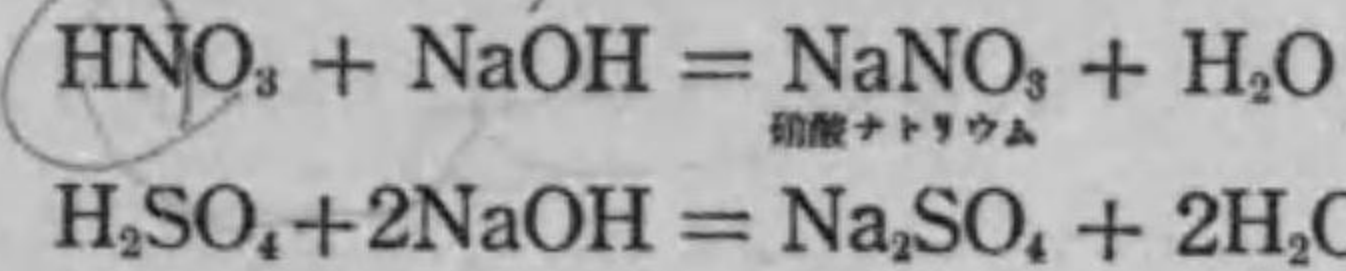 HNO₃ + NaOH = NaNO₃ + H₂O
硝酸ナトリウム
H₂SO₄+2NaOH = Na₂SO₄ + 2H₂O